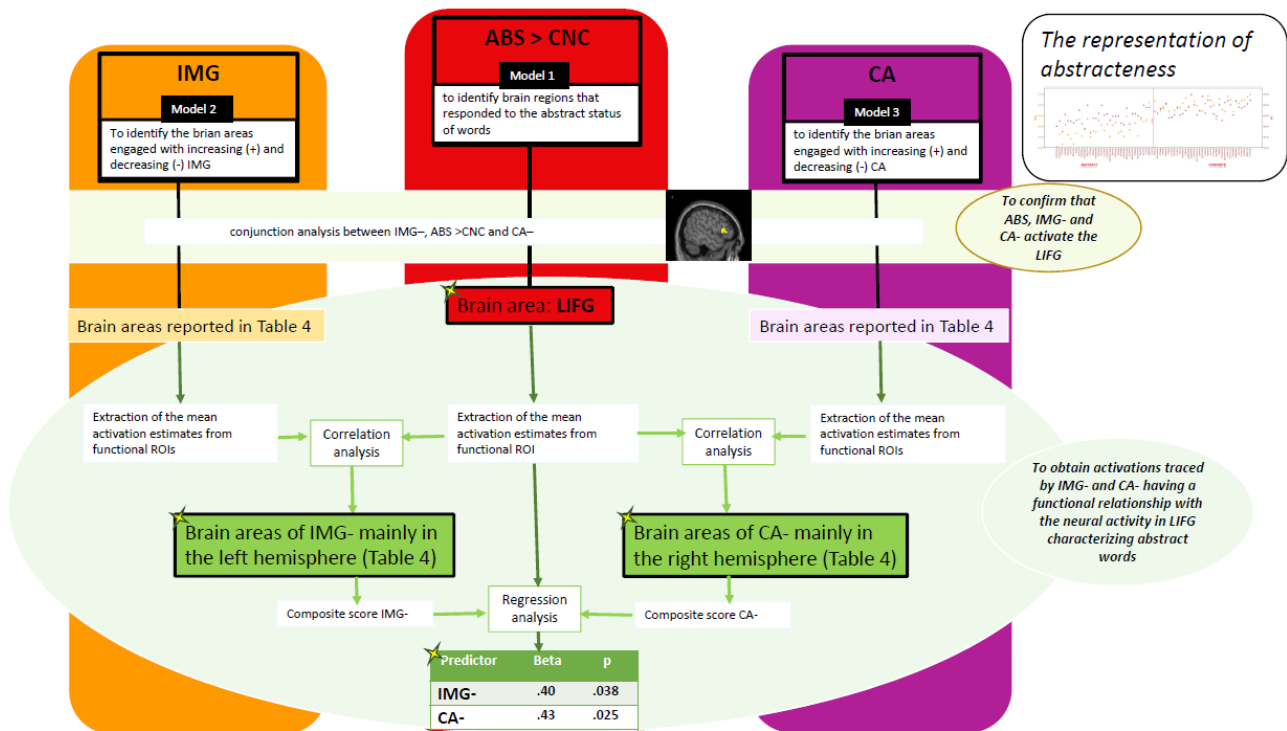 IMG
Model 2
To identify the brian areas
engaged with increasing (+) and
decreasing (-) IMG
ABS > CNC
Model 1
to identify brain regions that
responded to the abstract status
of words
CA
Model 3
to identify the brian areas
engaged with increasing (+) and
decreasing (-) CA
The representation of
abstracteness
ABSTRACT
CONCRETE
conjunction analysis between IMG–, ABS >CNC and CA–
To confirm that
ABS, IMG- and
CA- activate the
LIFG
Brain areas reported in Table 4
Brain area: LIFG
Brain areas reported in Table 4
Extraction of the mean
activation estimates from
functional ROIs
Correlation
analysis
Extraction of the mean
activation estimates from
functional ROI
Correlation
analysis
Extraction of the mean
activation estimates from
functional ROIs
To obtain activations traced
by IMG- and CA- having a
functional relationship with
the neural activity in LIFG
characterizing abstract
words
Brain areas of IMG- mainly in
the left hemisphere (Table 4)
Brain areas of CA- mainly in
the right hemisphere (Table 4)
Composite score IMG-
Regression
analysis
Composite score CA-
Predictor Beta p
IMG- .40 .038
CA- .43 .025